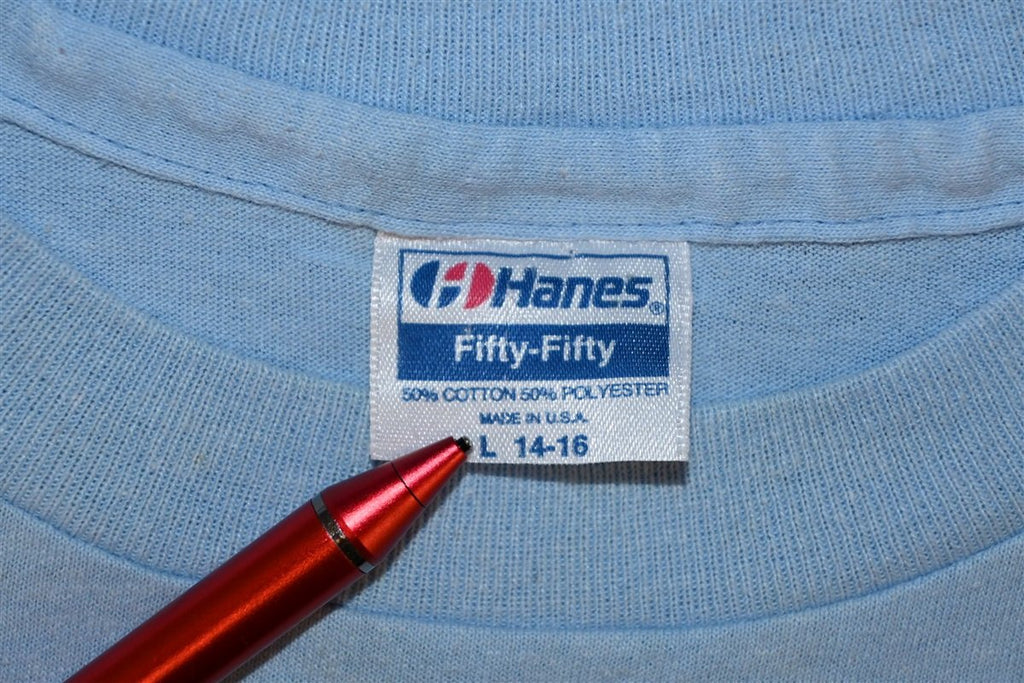 Hanes®
Fifty-Fifty
50% COTTON 50% POLYESTER
MADE IN U.S.A.
L 14-16